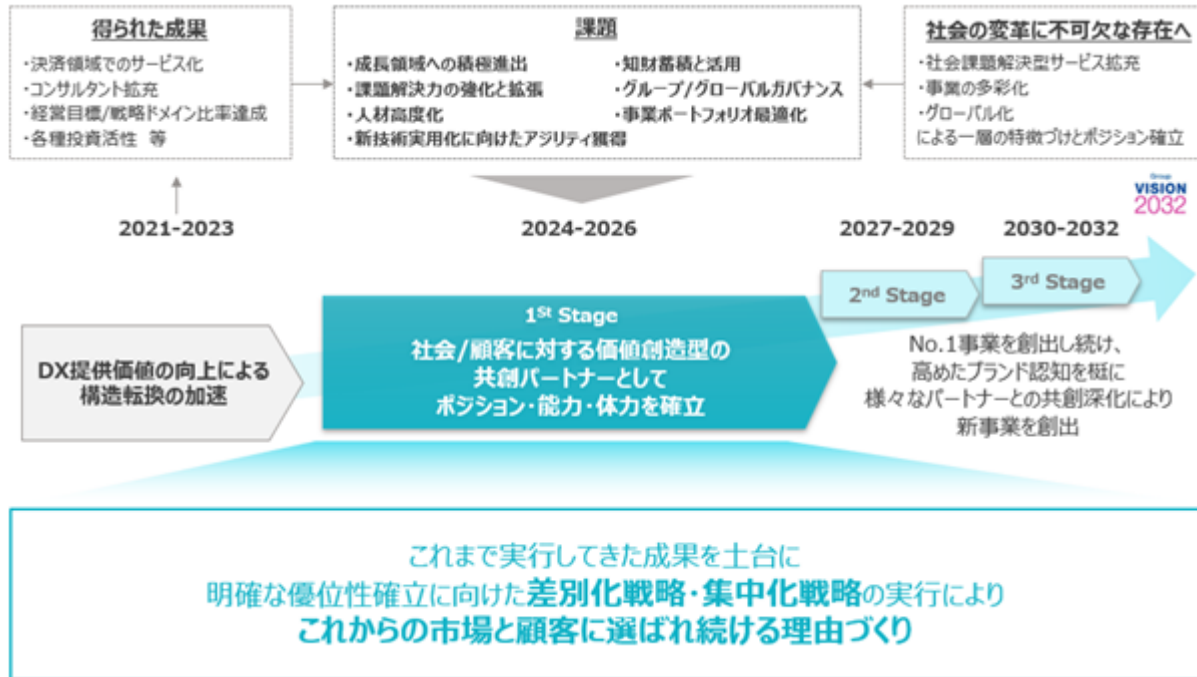 得られた成果
・決済領域でのサービス化
・コンサルタント拡充
・経営目標/戦略ドメイン比率達成
・各種投資活性 等
課題
・成長領域への積極進出
・課題解決力の強化と拡張
・人材高度化
・新技術実用化に向けたアジリティ獲得
・知財蓄積と活用
・グループ/グローバルガバナンス
・事業ポートフォリオ最適化
社会の変革に不可欠な存在へ
・社会課題解決型サービス拡充
・事業の多彩化
・グローバル化
による一層の特徴づけとポジション確立
Group
VISION
2032
2021-2023
2024-2026
2027-2029
2030-2032
DX提供価値の向上による
構造転換の加速
1St Stage
社会/顧客に対する価値創造型の
共創パートナーとして
ポジション・能力・体力を確立
2nd Stage
3rd Stage
No.1事業を創出し続け、
高めたブランド認知を梃に
様々なパートナーとの共創深化により
新事業を創出
これまで実行してきた成果を土台に
明確な優位性確立に向けた差別化戦略・集中化戦略の実行により
これからの市場と顧客に選ばれ続ける理由づくり